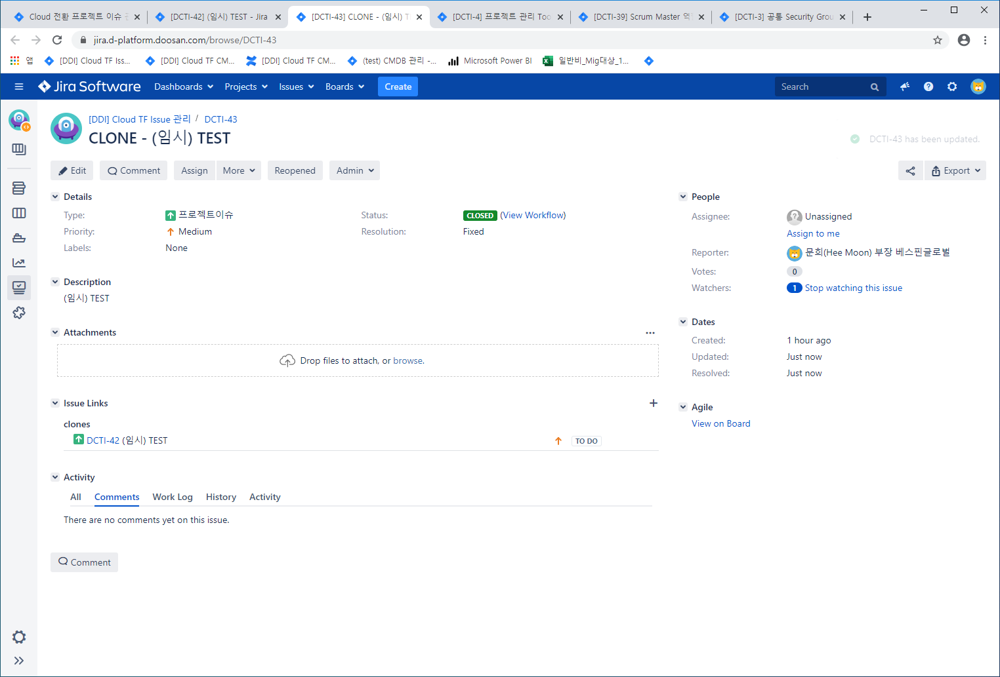 Cloud 전환 프로젝트 이슈
[DCTI-42] (임시) TEST - Jira
[DCTI-43] CLONE - (임시) T
[DCTI-4] 프로젝트 관리 Too
[DCTI-39] Scrum Master 역
[DCTI-3] 공통 Security Grou
jira.d-platform.doosan.com/browse/DCTI-43
앱
[DDI] Cloud TF Iss...
[DDI] Cloud TF CM...
[DDI] Cloud TF CM...
(test) CMDB 관리 -...
Microsoft Power BI
일반비_Mig대상_1...
Jira Software
Dashboards
Projects
Issues
Boards
Create
Search
[DDI] Cloud TF Issue 관리 / DCTI-43
CLONE - (임시) TEST
DCTI-43 has been updated.
Edit
Comment
Assign
More
Reopened
Admin
Export
Details
Type: 프로젝트이슈
Status: CLOSED (View Workflow)
Priority: Medium
Resolution: Fixed
Labels: None
Description
(임시) TEST
Attachments
Drop files to attach, or browse.
Issue Links
clones
DCTI-42 (임시) TEST
TO DO
Activity
All Comments Work Log History Activity
There are no comments yet on this issue.
Comment
People
Assignee: Unassigned
Assign to me
Reporter: 문희(Hee Moon) 부장 베스핀글로벌
Votes: 0
Watchers: 1 Stop watching this issue
Dates
Created: 1 hour ago
Updated: Just now
Resolved: Just now
Agile
View on Board